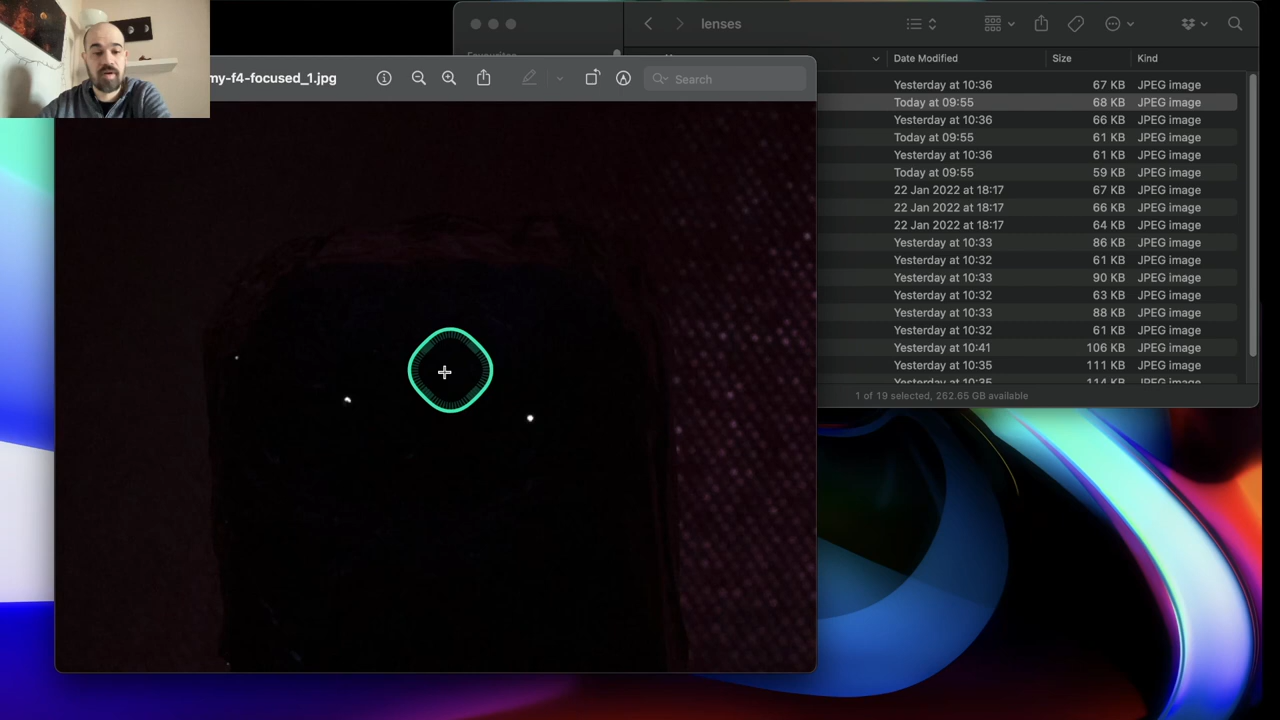 lenses
my-f4-focused_1.jpg
Search
Date Modified Size Kind
Yesterday at 10:36 67 KB JPEG image
Today at 09:55 68 KB JPEG image
Yesterday at 10:36 66 KB JPEG image
Today at 09:55 61 KB JPEG image
Yesterday at 10:36 61 KB JPEG image
Today at 09:55 59 KB JPEG image
22 Jan 2022 at 18:17 67 KB JPEG image
22 Jan 2022 at 18:17 66 KB JPEG image
22 Jan 2022 at 18:17 64 KB JPEG image
Yesterday at 10:33 86 KB JPEG image
Yesterday at 10:32 61 KB JPEG image
Yesterday at 10:33 90 KB JPEG image
Yesterday at 10:32 63 KB JPEG image
Yesterday at 10:33 88 KB JPEG image
Yesterday at 10:32 61 KB JPEG image
Yesterday at 10:41 106 KB JPEG image
Yesterday at 10:35 111 KB JPEG image
Yesterday at 10:35 114 KB JPEG image
1 of 19 selected, 262.65 GB available